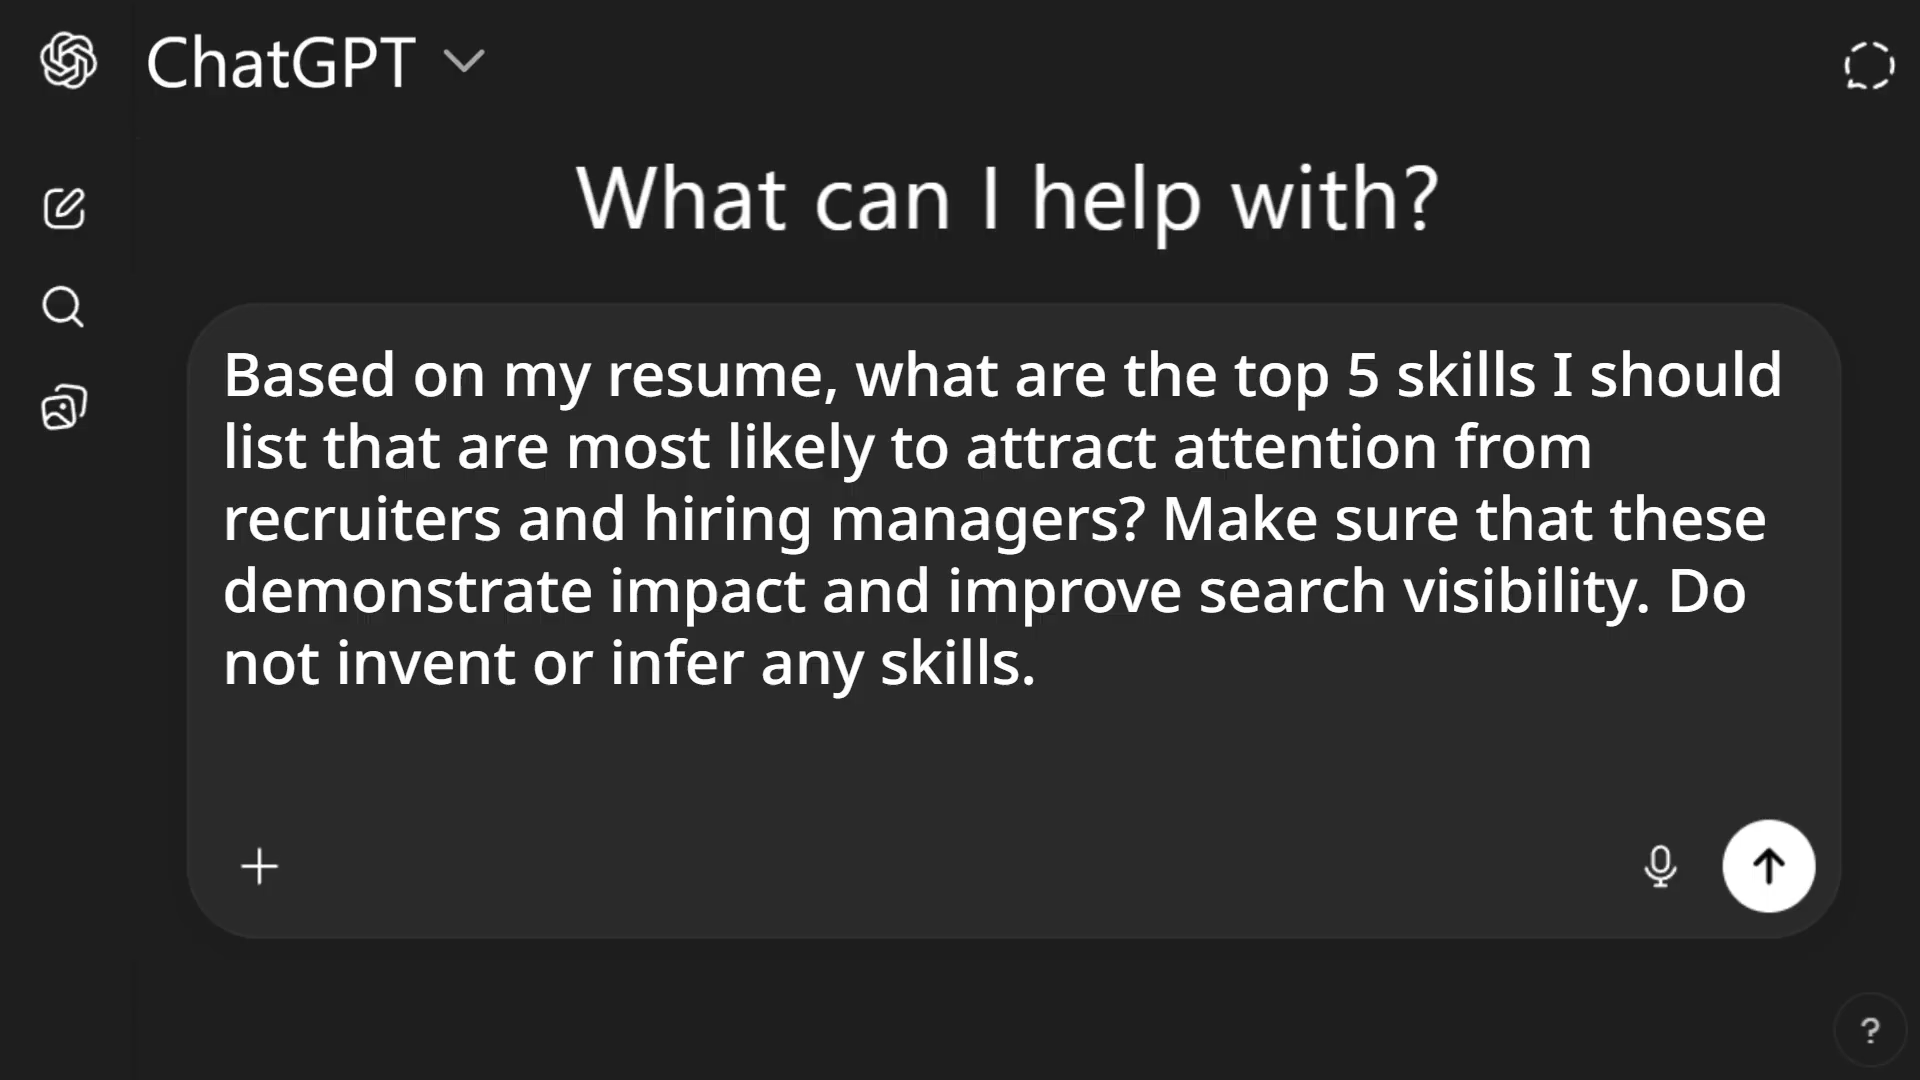 ChatGPT
What can I help with?
Based on my resume, what are the top 5 skills I should
list that are most likely to attract attention from
recruiters and hiring managers? Make sure that these
demonstrate impact and improve search visibility. Do
not invent or infer any skills.
?